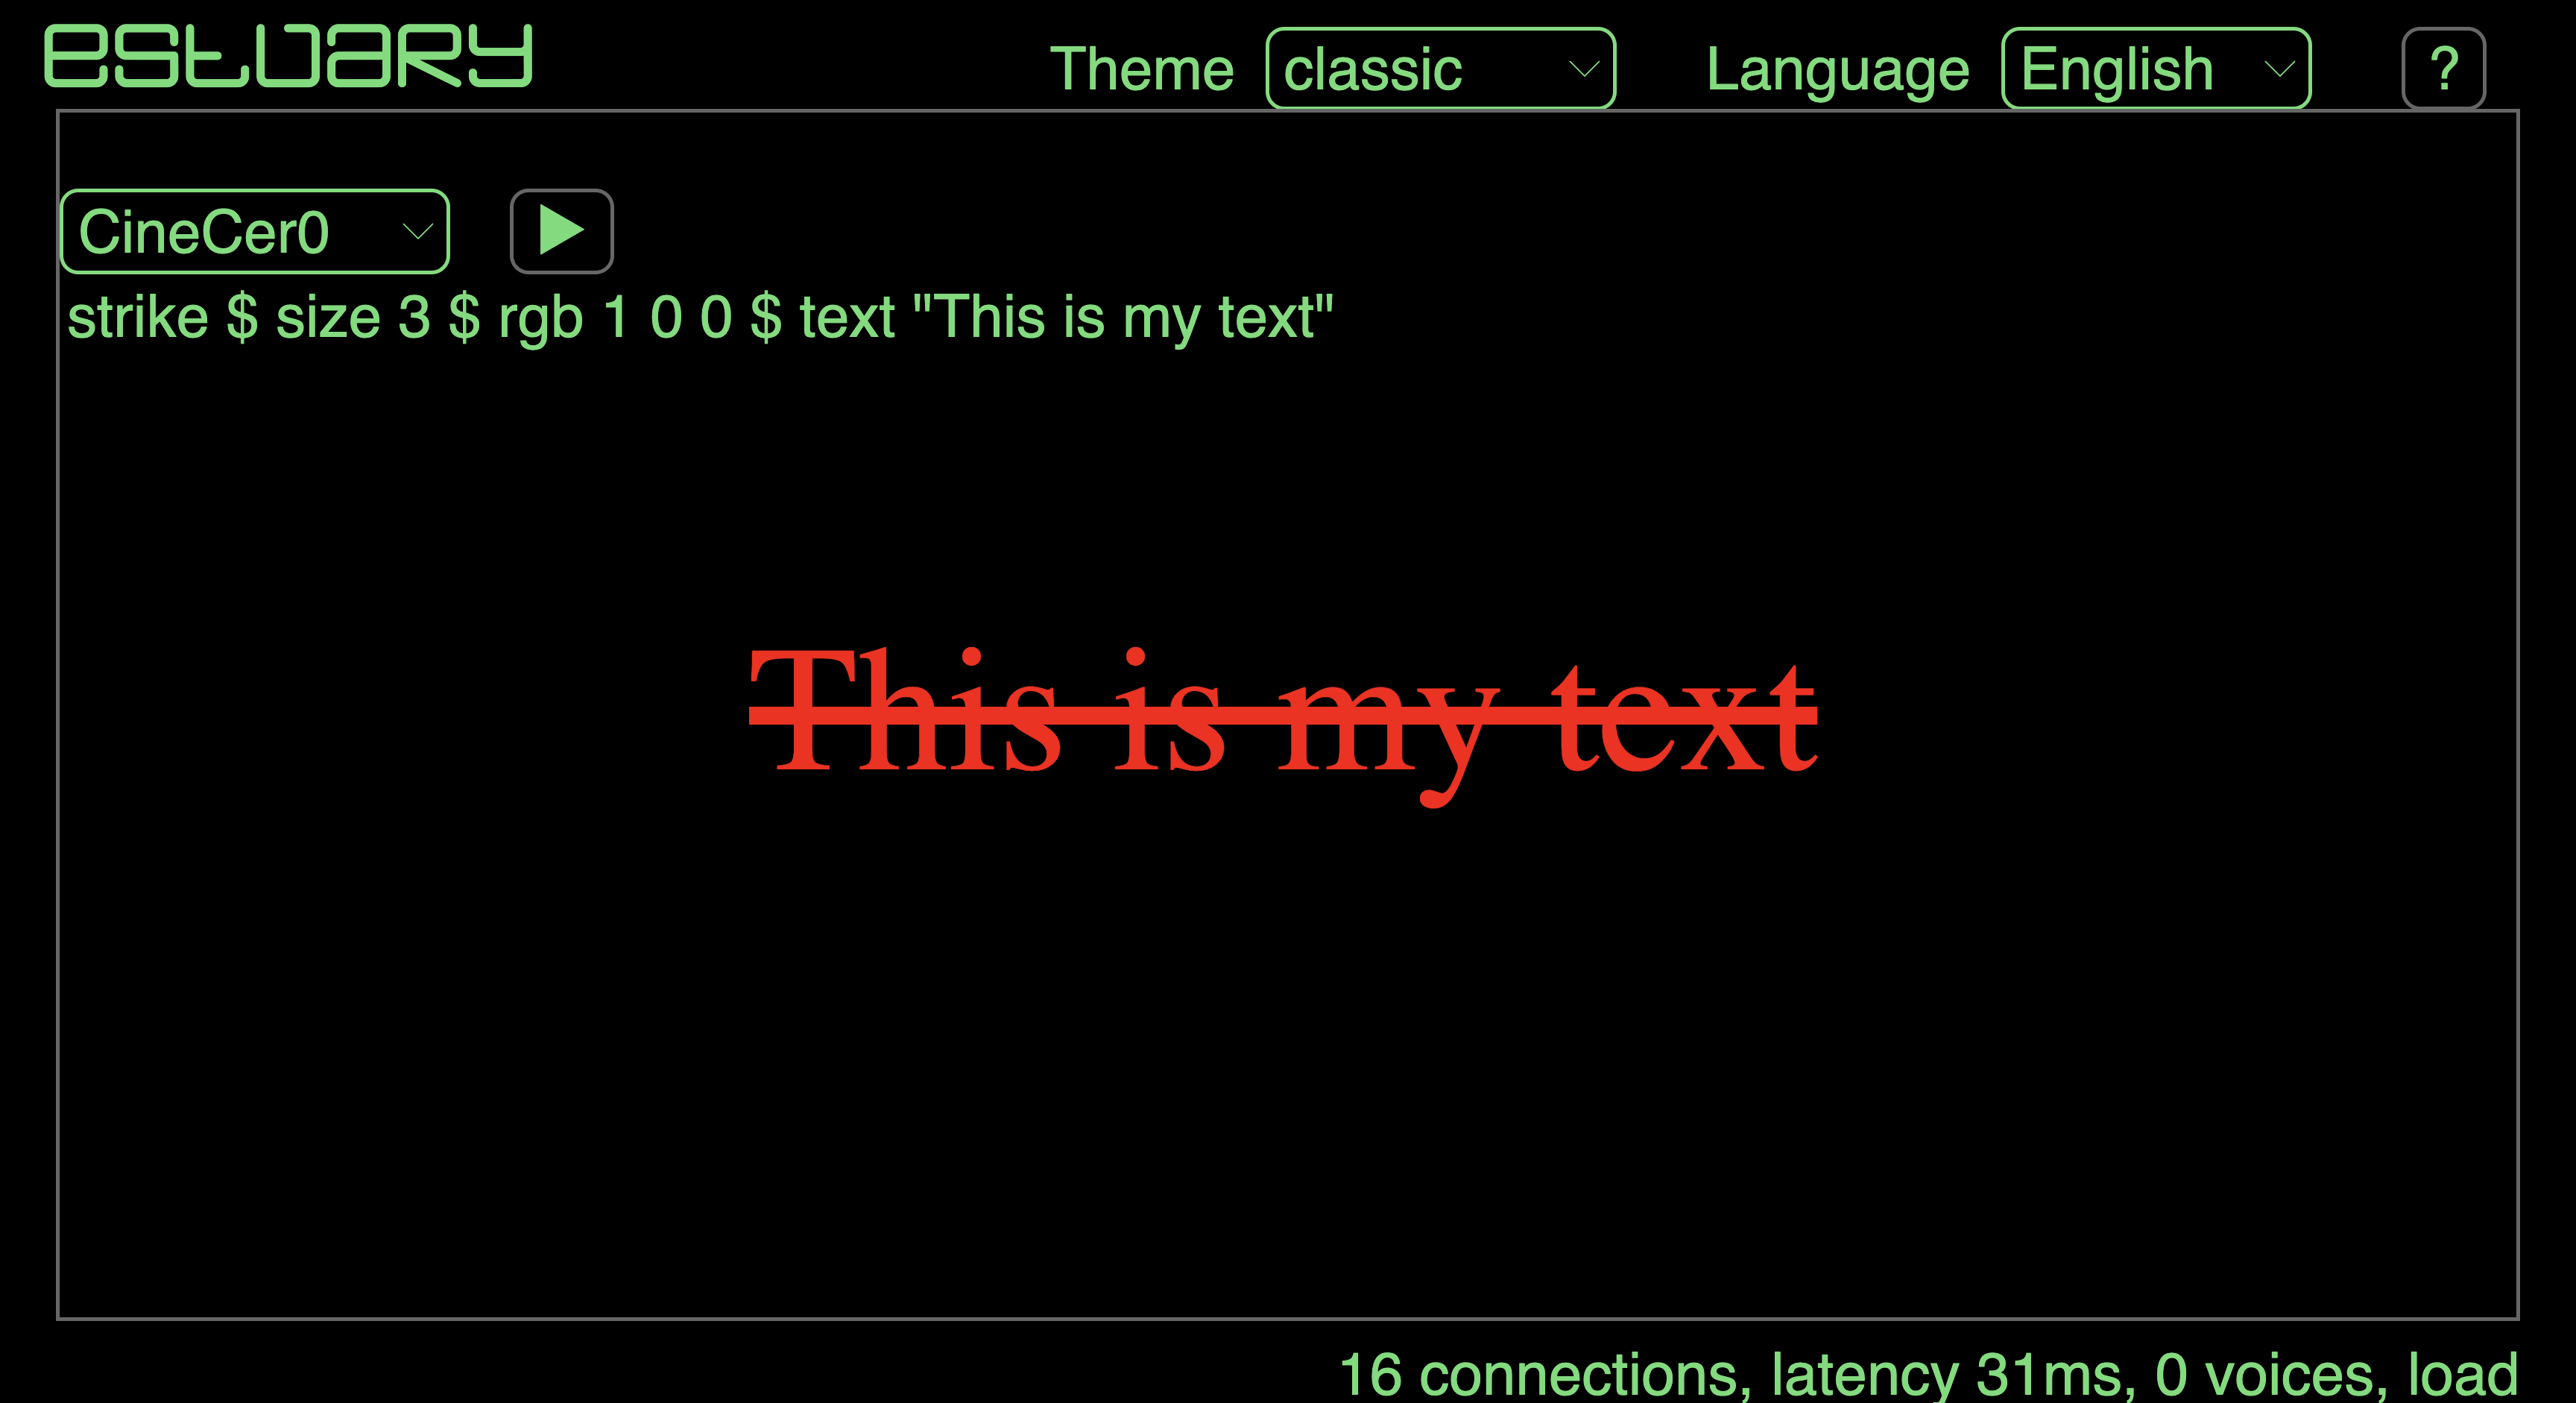 estuary
Theme classic Language English ?
CineCer0
strike $ size 3 $ rgb 1 0 0 $ text "This is my text"
This is my text
16 connections, latency 31ms, 0 voices, load